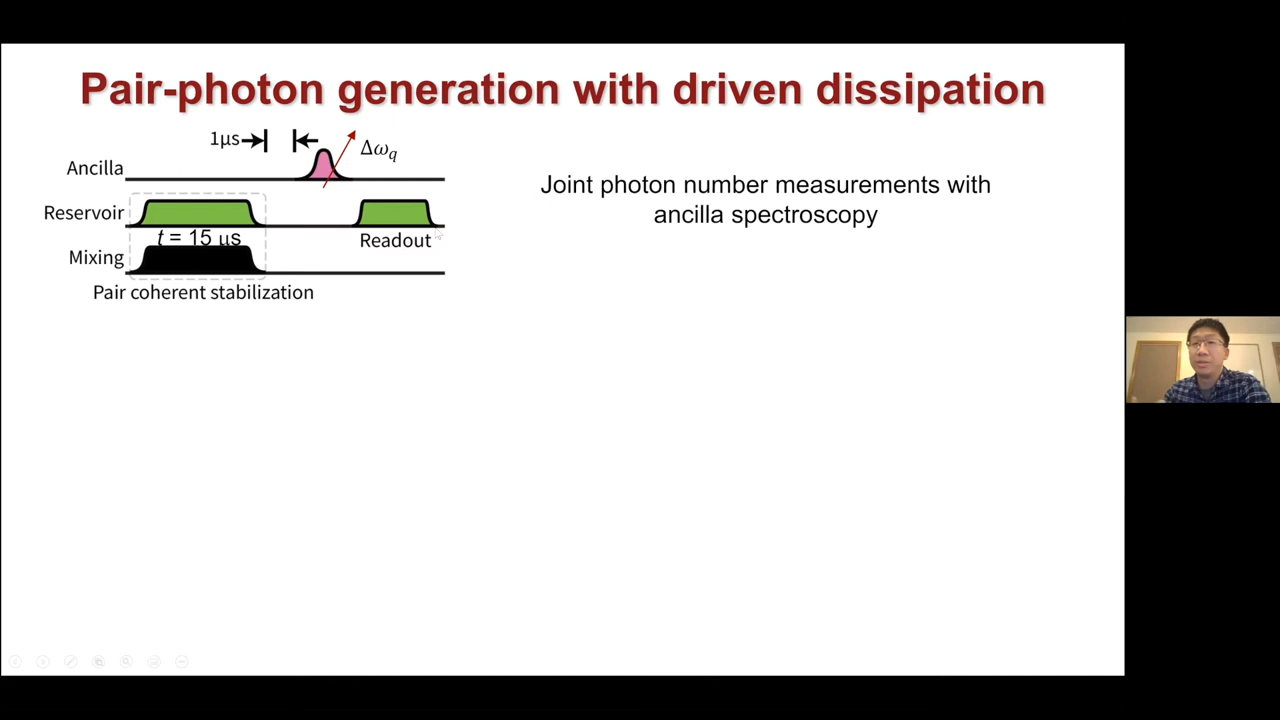 Pair-photon generation with driven dissipation
1μs
Δω_q
Ancilla
Joint photon number measurements with
ancilla spectroscopy
Reservoir
t = 15 μs
Readout
Mixing
Pair coherent stabilization